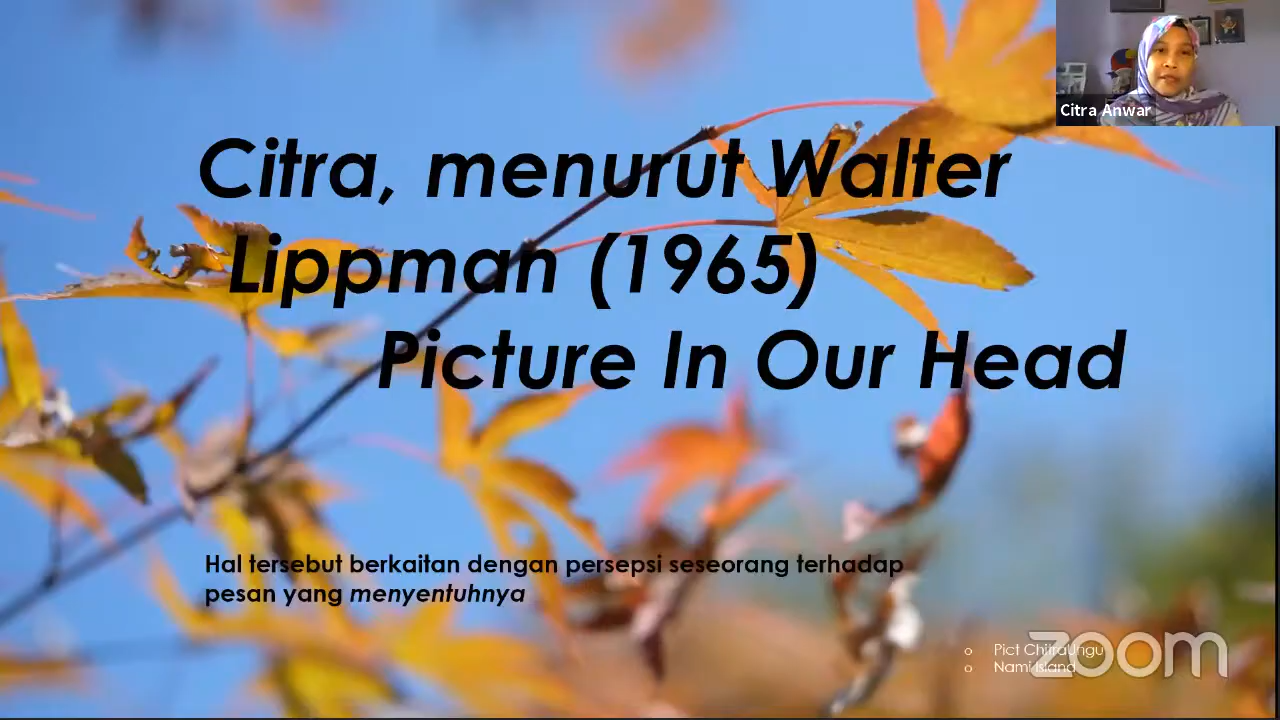 Citra, menurut Walter
Lippman (1965)
Picture In Our Head
Hal tersebut berkaitan dengan persepsi seseorang terhadap
pesan yang menyentuhnya
Citra Anwar
Pict ChitraUngu
Nami Island
zoom